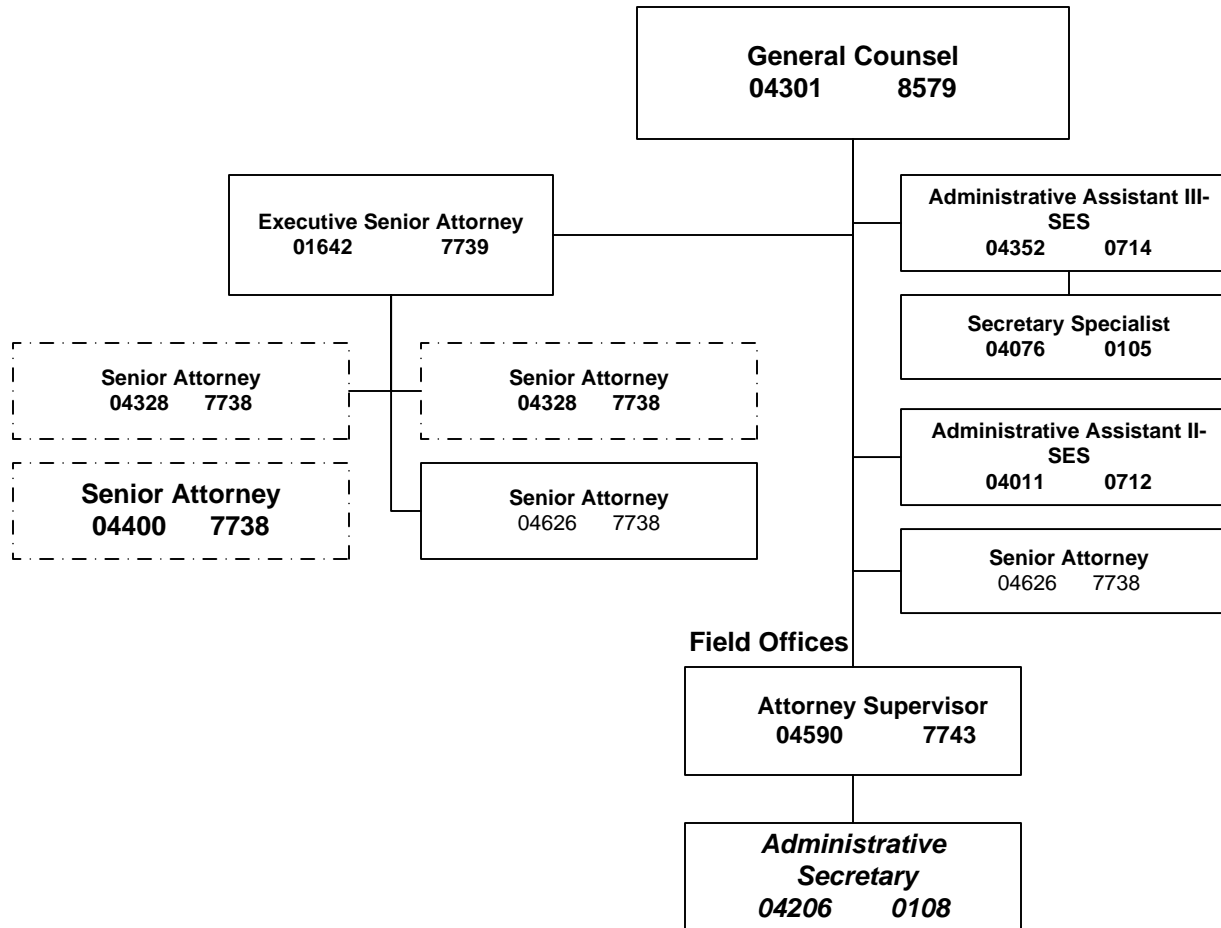 General Counsel
04301 8579
Executive Senior Attorney
01642 7739
Administrative Assistant III-
SES
04352 0714
Secretary Specialist
04076 0105
Senior Attorney
04328 7738
Senior Attorney
04328 7738
Administrative Assistant II-
SES
04011 0712
Senior Attorney
04400 7738
Senior Attorney
04626 7738
Senior Attorney
04626 7738
Field Offices
Attorney Supervisor
04590 7743
Administrative
Secretary
04206 0108